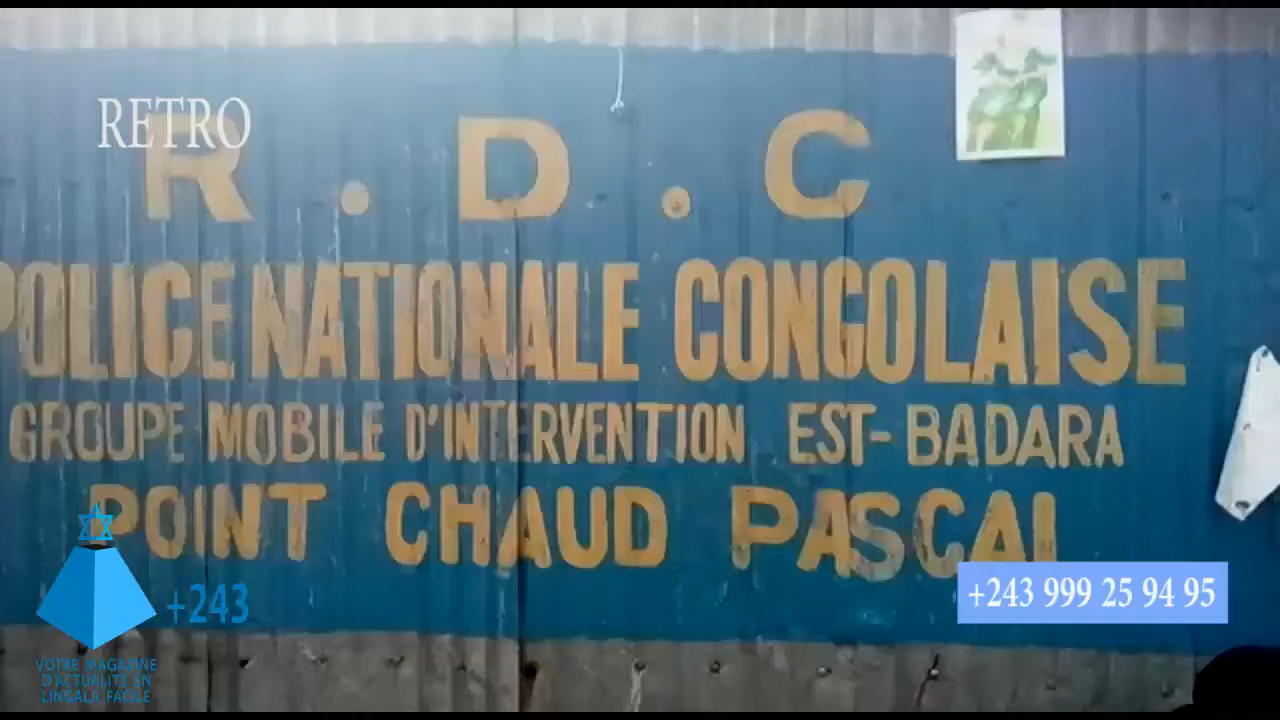 RETRO
R . D . C
POLICE NATIONALE CONGOLAISE
GROUPE MOBILE D'INTERVENTION EST-BADARA
POINT CHAUD PASCAL
+243 999 25 94 95
+243
VOTRE MAGAZINE
D'ACTUALITÉ EN
LINGALA FACILE